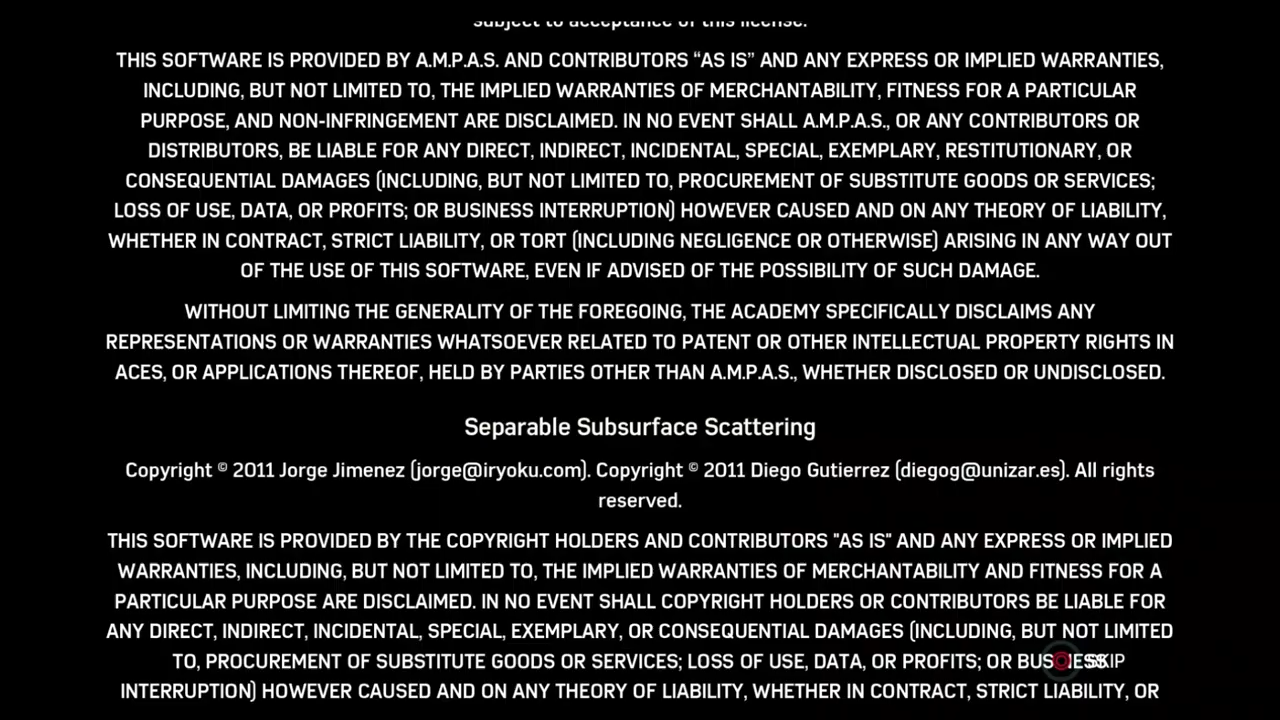 subject to acceptance of this license.
THIS SOFTWARE IS PROVIDED BY A.M.P.A.S. AND CONTRIBUTORS “AS IS” AND ANY EXPRESS OR IMPLIED WARRANTIES,
INCLUDING, BUT NOT LIMITED TO, THE IMPLIED WARRANTIES OF MERCHANTABILITY, FITNESS FOR A PARTICULAR
PURPOSE, AND NON-INFRINGEMENT ARE DISCLAIMED. IN NO EVENT SHALL A.M.P.A.S., OR ANY CONTRIBUTORS OR
DISTRIBUTORS, BE LIABLE FOR ANY DIRECT, INDIRECT, INCIDENTAL, SPECIAL, EXEMPLARY, RESTITUTIONARY, OR
CONSEQUENTIAL DAMAGES (INCLUDING, BUT NOT LIMITED TO, PROCUREMENT OF SUBSTITUTE GOODS OR SERVICES;
LOSS OF USE, DATA, OR PROFITS; OR BUSINESS INTERRUPTION) HOWEVER CAUSED AND ON ANY THEORY OF LIABILITY,
WHETHER IN CONTRACT, STRICT LIABILITY, OR TORT (INCLUDING NEGLIGENCE OR OTHERWISE) ARISING IN ANY WAY OUT
OF THE USE OF THIS SOFTWARE, EVEN IF ADVISED OF THE POSSIBILITY OF SUCH DAMAGE.
WITHOUT LIMITING THE GENERALITY OF THE FOREGOING, THE ACADEMY SPECIFICALLY DISCLAIMS ANY
REPRESENTATIONS OR WARRANTIES WHATSOEVER RELATED TO PATENT OR OTHER INTELLECTUAL PROPERTY RIGHTS IN
ACES, OR APPLICATIONS THEREOF, HELD BY PARTIES OTHER THAN A.M.P.A.S., WHETHER DISCLOSED OR UNDISCLOSED.
Separable Subsurface Scattering
Copyright © 2011 Jorge Jimenez (jorge@iryoku.com). Copyright © 2011 Diego Gutierrez (diegog@unizar.es). All rights
reserved.
THIS SOFTWARE IS PROVIDED BY THE COPYRIGHT HOLDERS AND CONTRIBUTORS "AS IS" AND ANY EXPRESS OR IMPLIED
WARRANTIES, INCLUDING, BUT NOT LIMITED TO, THE IMPLIED WARRANTIES OF MERCHANTABILITY AND FITNESS FOR A
PARTICULAR PURPOSE ARE DISCLAIMED. IN NO EVENT SHALL COPYRIGHT HOLDERS OR CONTRIBUTORS BE LIABLE FOR
ANY DIRECT, INDIRECT, INCIDENTAL, SPECIAL, EXEMPLARY, OR CONSEQUENTIAL DAMAGES (INCLUDING, BUT NOT LIMITED
TO, PROCUREMENT OF SUBSTITUTE GOODS OR SERVICES; LOSS OF USE, DATA, OR PROFITS; OR BUSINESS
SKIP
INTERRUPTION) HOWEVER CAUSED AND ON ANY THEORY OF LIABILITY, WHETHER IN CONTRACT, STRICT LIABILITY, OR